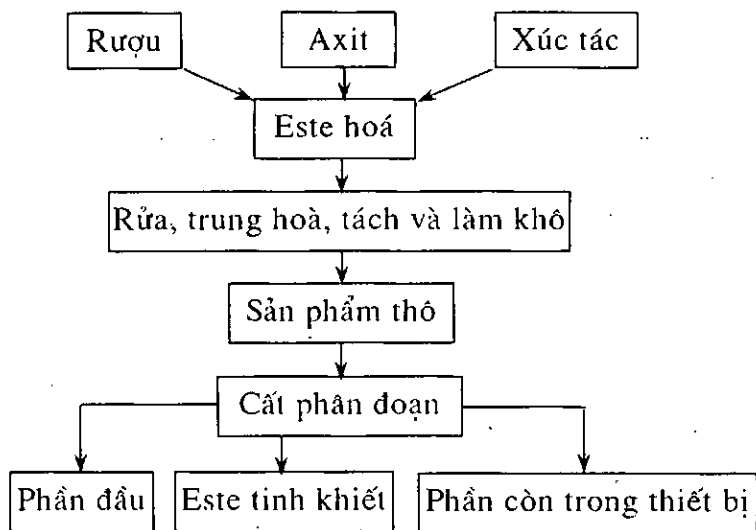 Rượu
Axit
Xúc tác
Este hoá
Rửa, trung hoà, tách và làm khô
Sản phẩm thô
Cất phân đoạn
Phần đầu
Este tinh khiết
Phần còn trong thiết bị